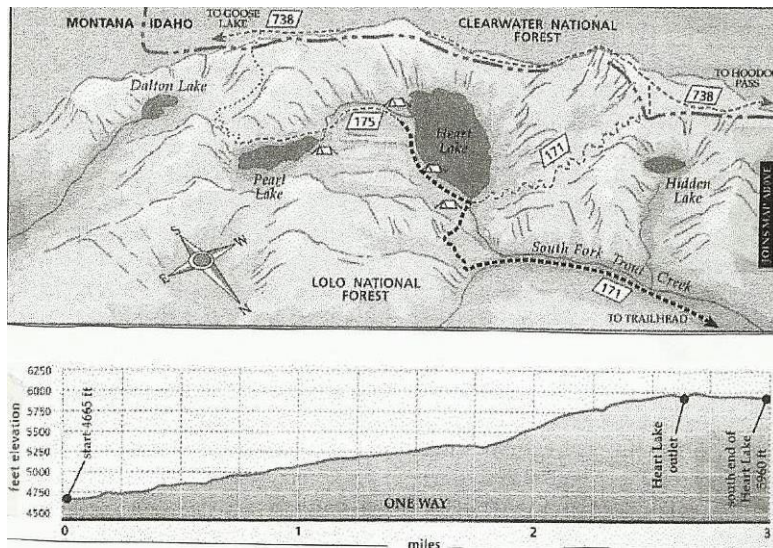 MONTANA IDAHO
TO GOOSE LAKE
738
CLEARWATER NATIONAL FOREST
TO HOODOO PASS
738
Dalton Lake
175
Heart Lake
171
Pearl Lake
Hidden Lake
JOINS MAP ABOVE
S
W
E
N
LOLO NATIONAL FOREST
South Fork Trout Creek
171
TO TRAILHEAD
feet elevation
6250
6000
5750
5500
5250
5000
4750
4500
start 4665 ft
Heart Lake outlet
south end of Heart Lake 5960 ft
ONE WAY
0
1
2
3
miles